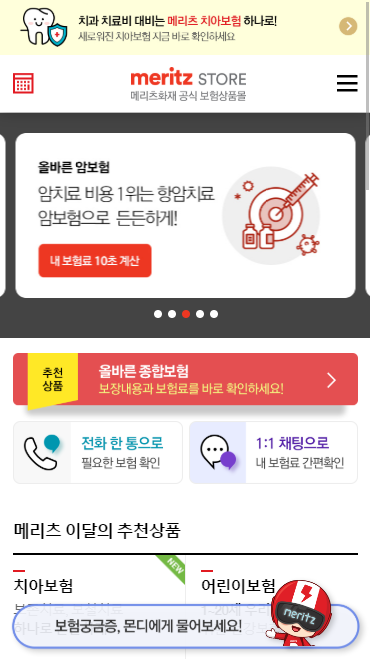 치과 치료비 대비는 메리츠 치아보험 하나로!
새로워진 치아보험 지금 바로 확인하세요
meritz STORE
메리츠화재 공식 보험상품몰
올바른 암보험
암치료 비용 1위는 항암치료
암보험으로 든든하게!
내 보험료 10초 계산
추천
상품
올바른 종합보험
보장내용과 보험료를 바로 확인하세요!
전화 한 통으로
필요한 보험 확인
1:1 채팅으로
내 보험료 간편확인
메리츠 이달의 추천상품
NEW
치아보험
어린이보험
보험궁금증, 몬디에게 물어보세요!
meritz